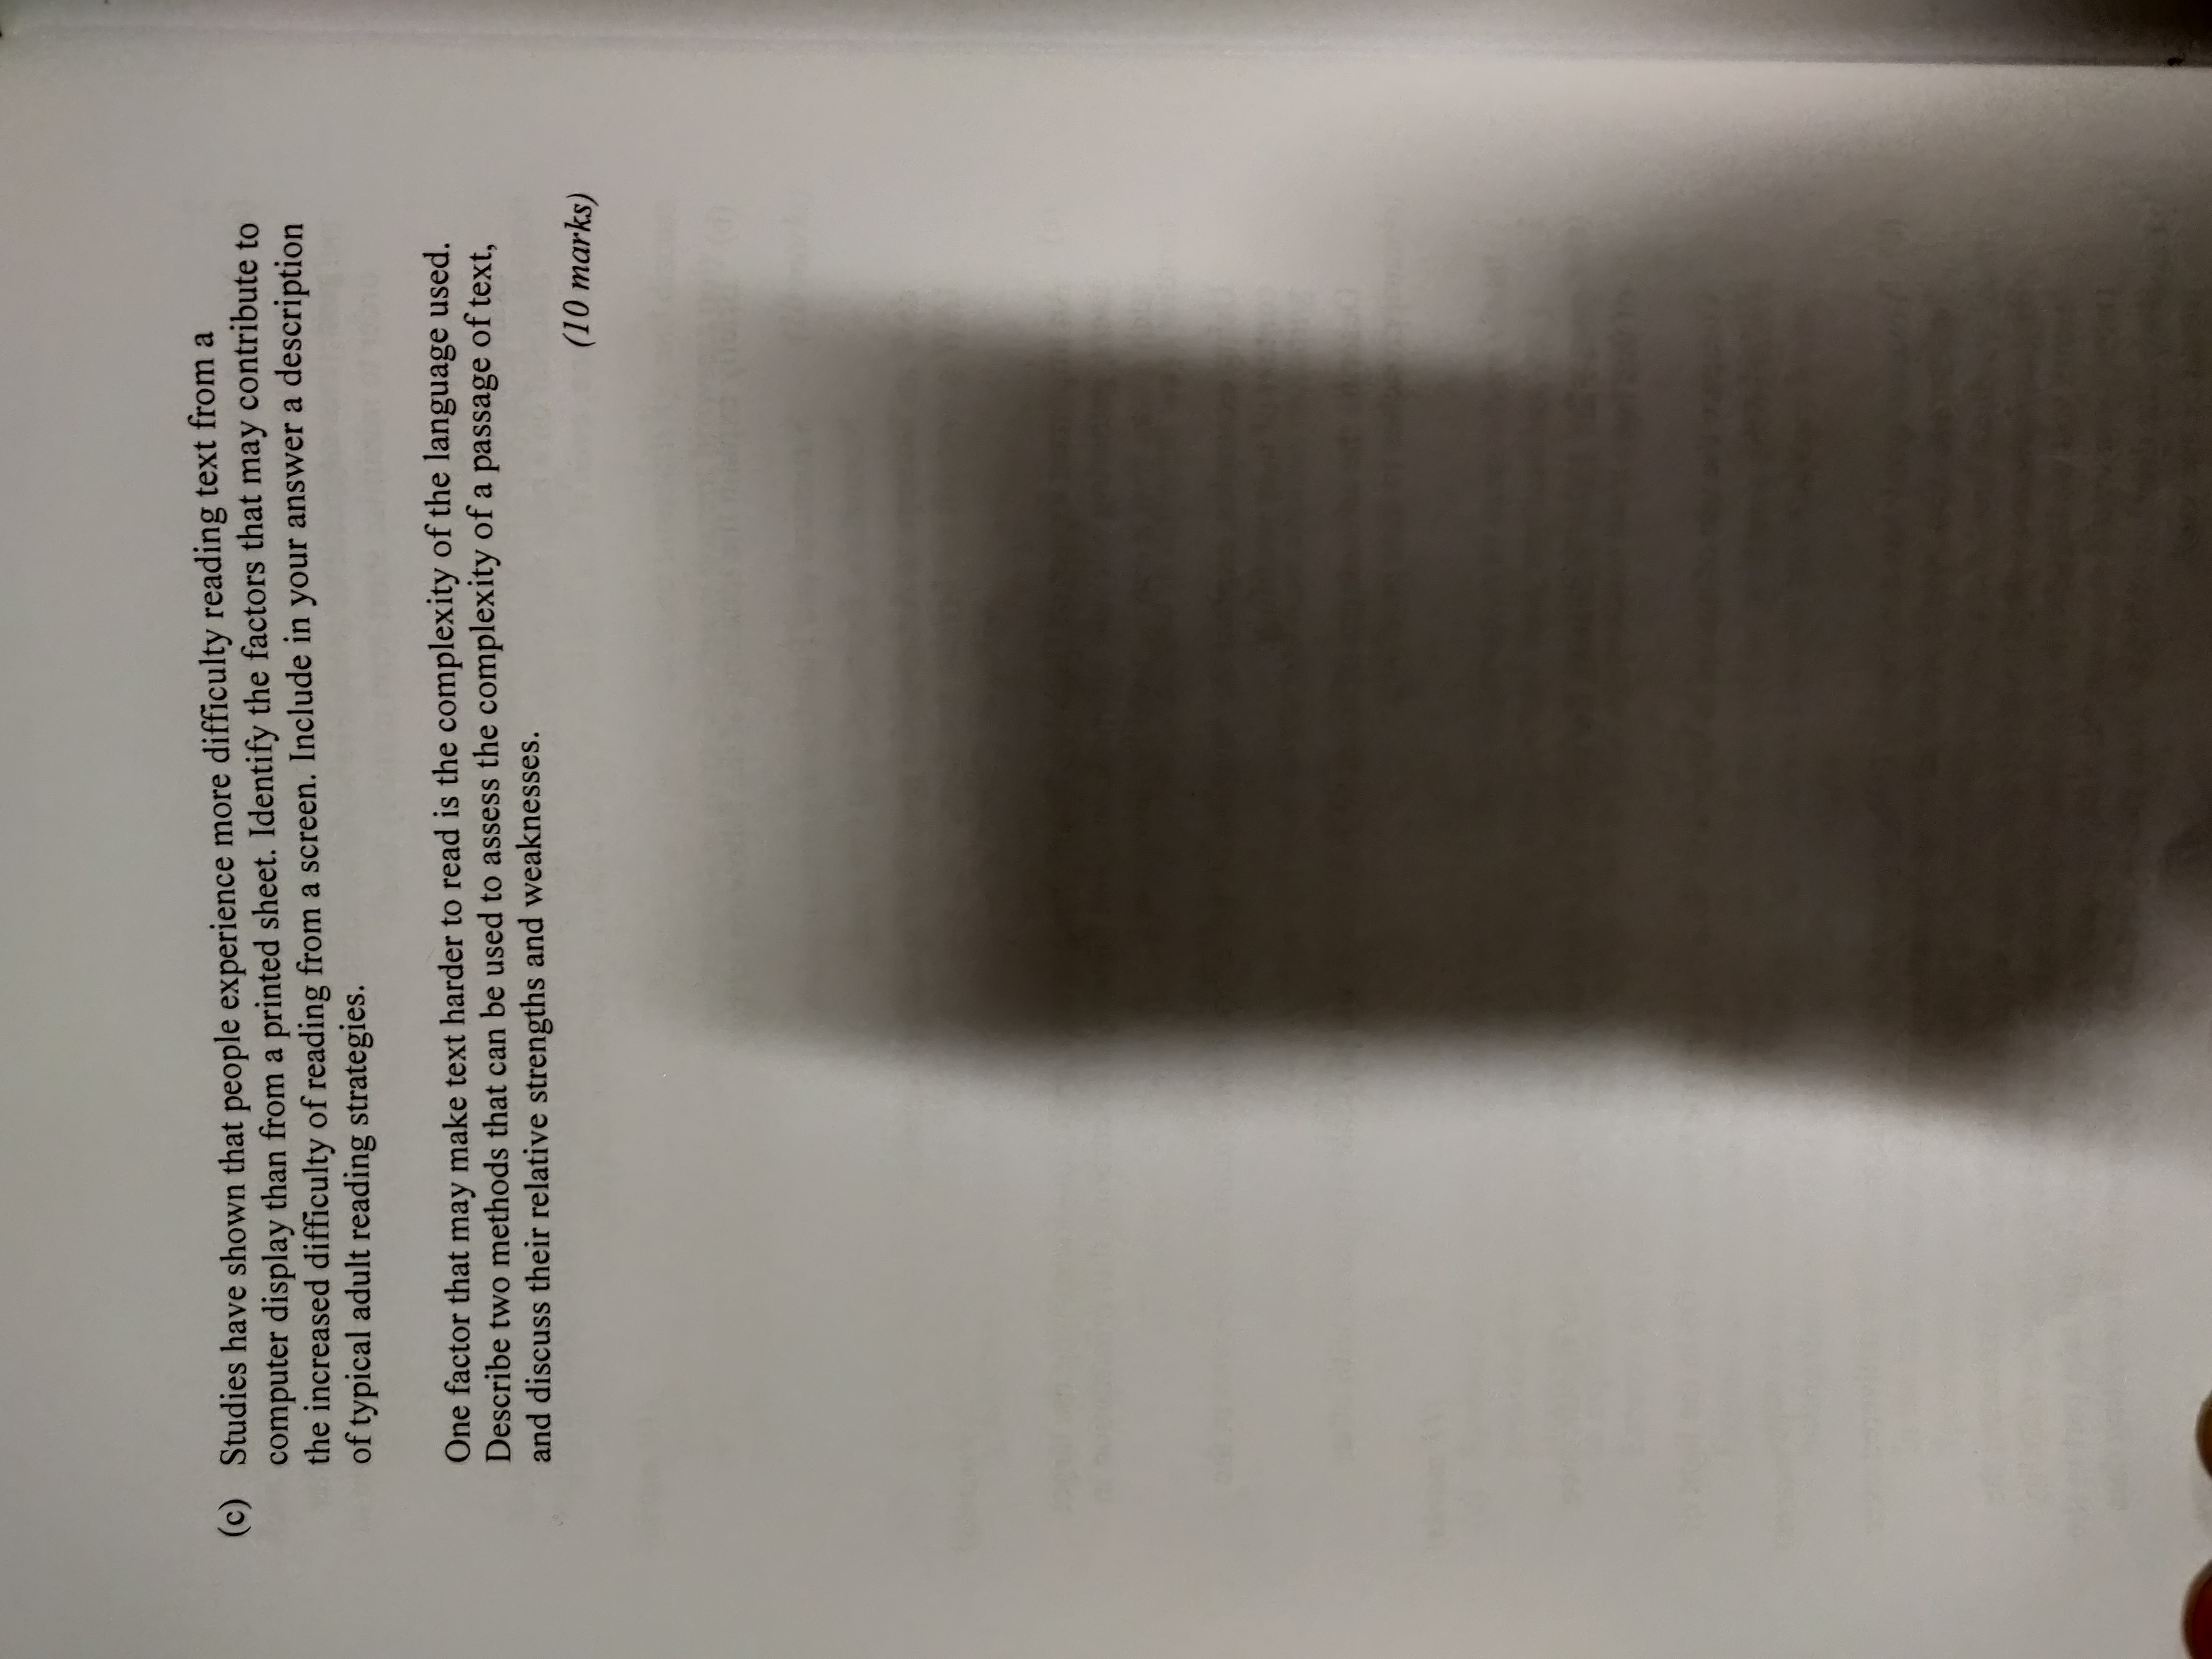 (c) Studies have shown that people experience more difficulty reading text from a
computer display than from a printed sheet. Identify the factors that may contribute to
the increased difficulty of reading from a screen. Include in your answer a description
of typical adult reading strategies.
One factor that may make text harder to read is the complexity of the language used.
Describe two methods that can be used to assess the complexity of a passage of text,
and discuss their relative strengths and weaknesses.
(10 marks)